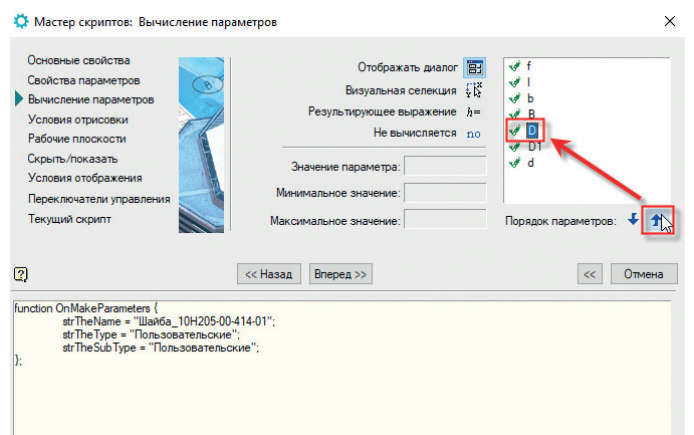 Мастер скриптов: Вычисление параметров
Основные свойства
Свойства параметров
Вычисление параметров
Условия отрисовки
Рабочие плоскости
Скрыть/показать
Условия отображения
Переключатели управления
Текущий скрипт
Отображать диалог
Визуальная селекция
Результирующее выражение h=
Не вычисляется no
Значение параметра:
Минимальное значение:
Максимальное значение:
f
l
b
B
D
D1
d
Порядок параметров:
<< Назад
Вперед >>
<<
Отмена
function OnMakeParameters {
strTheName = "Шайба_10Н205-00-414-01";
strTheType = "Пользовательские";
strTheSubType = "Пользовательские";
};